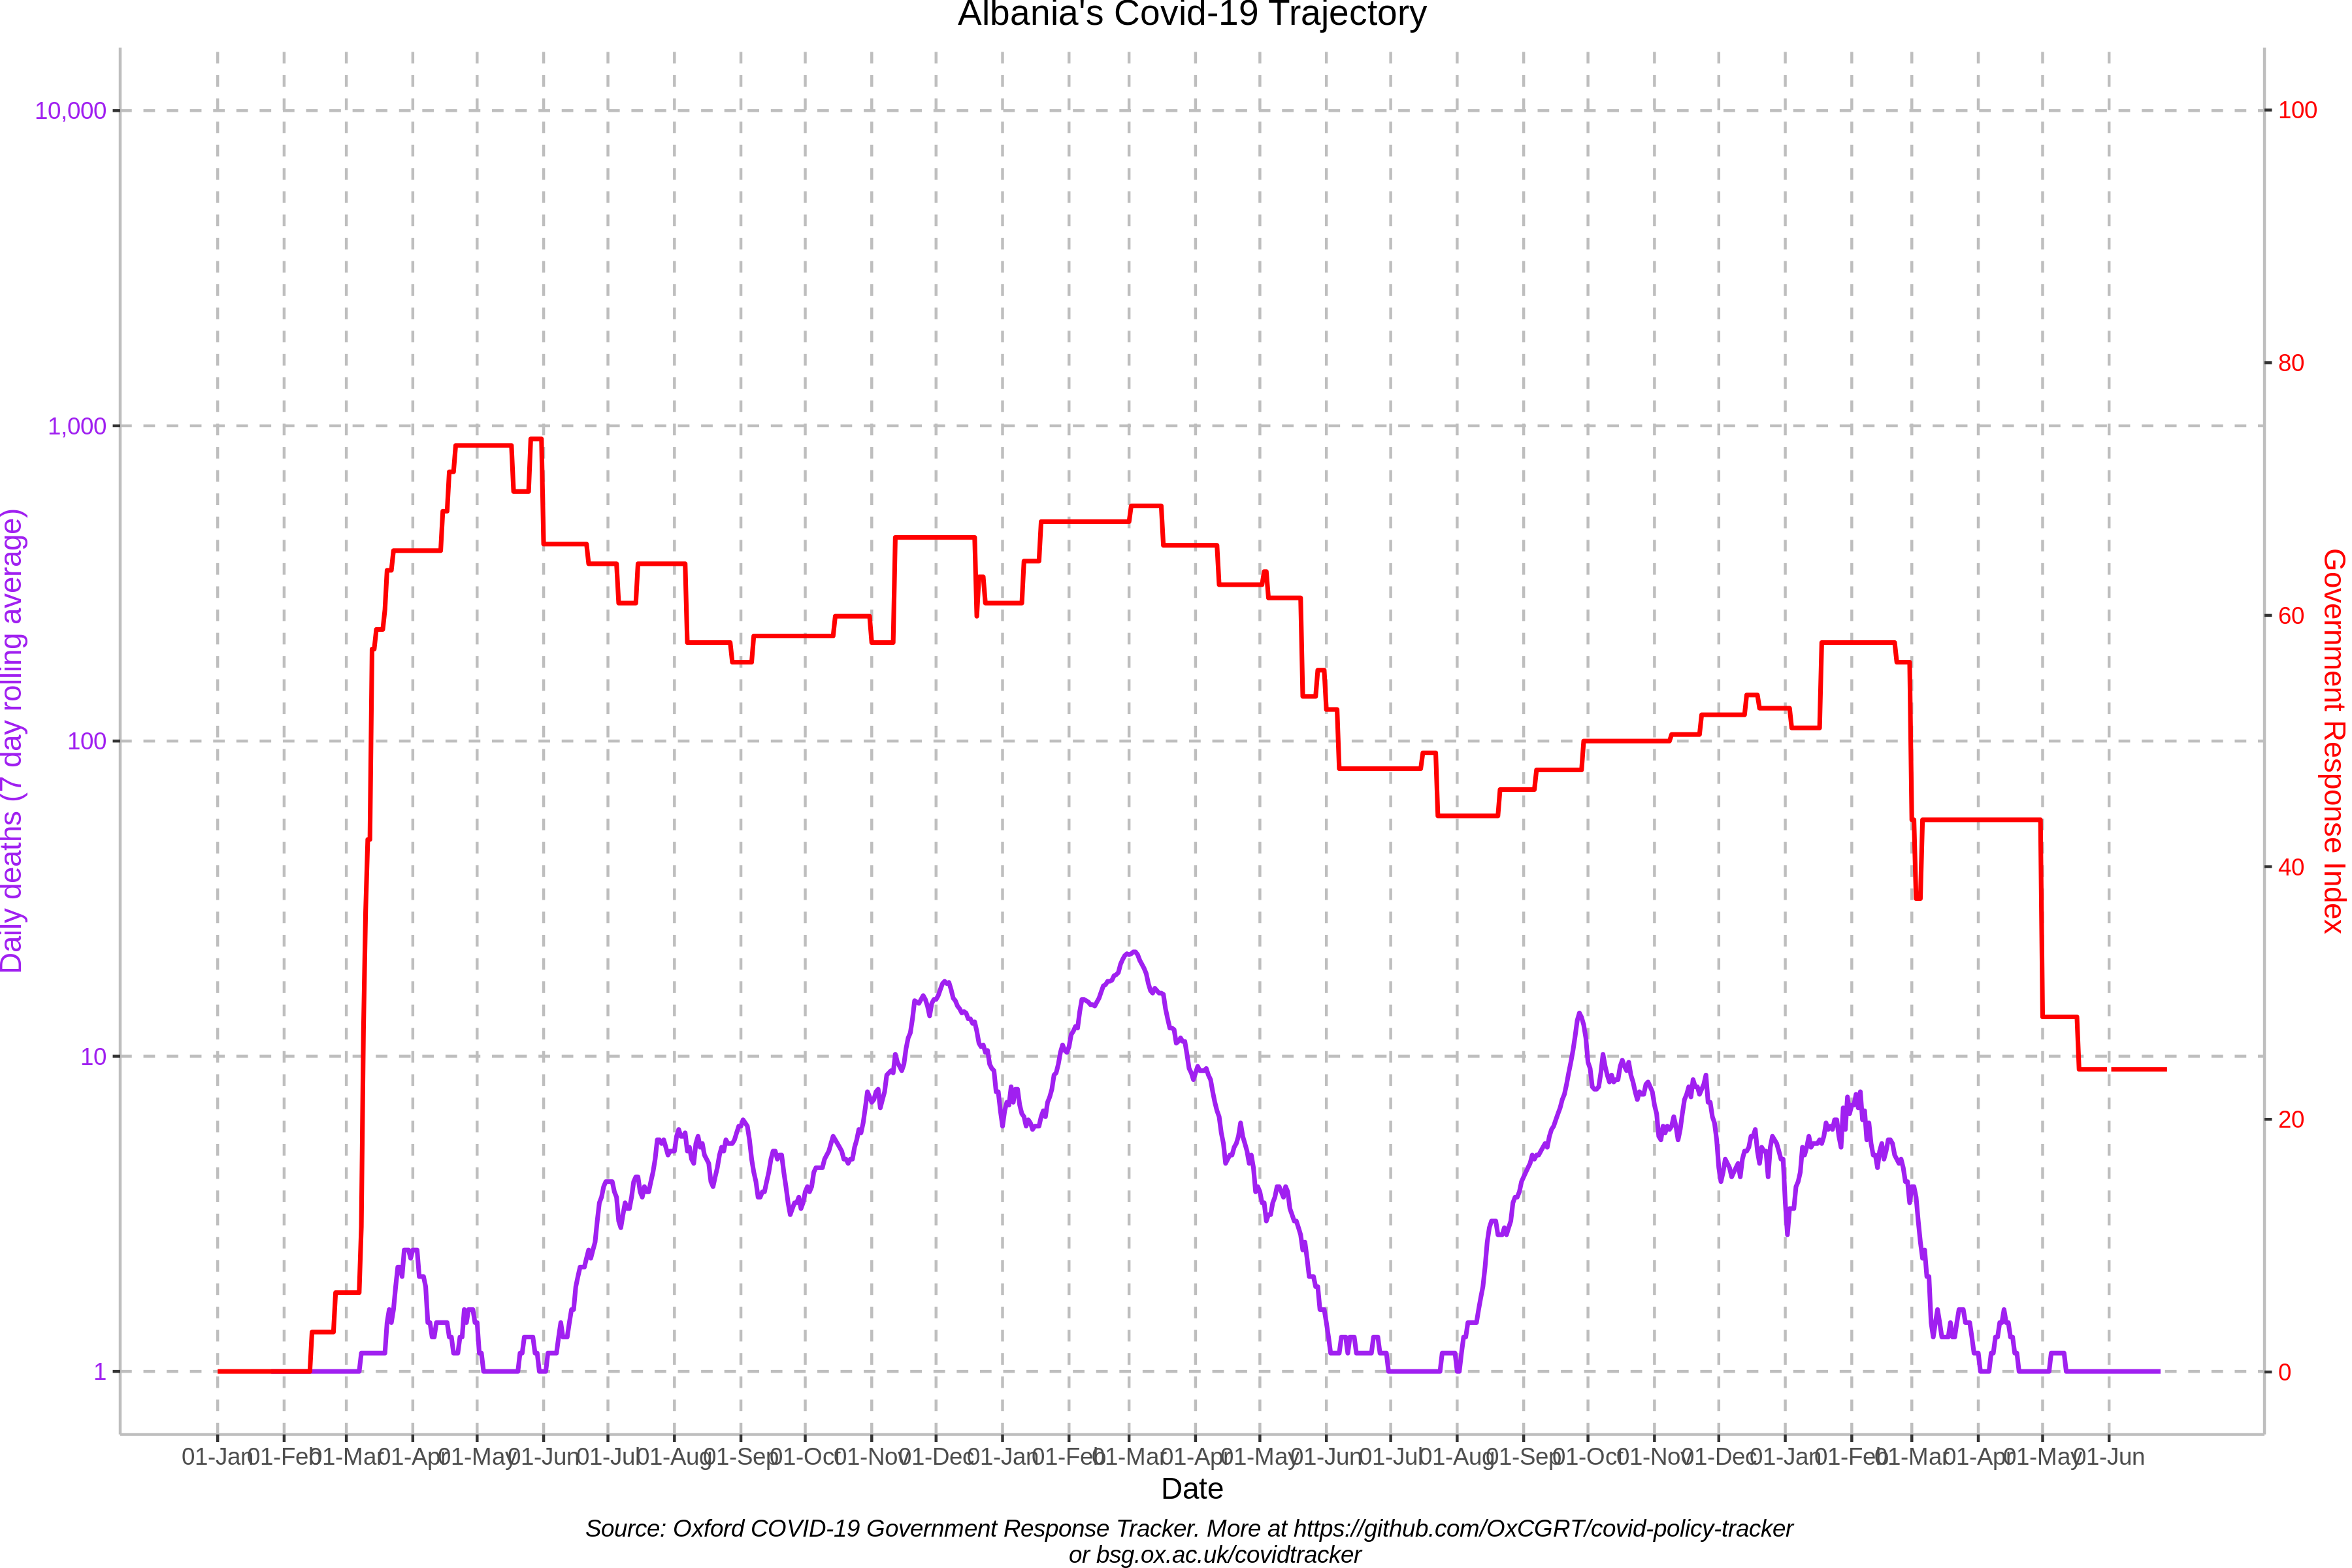 Albania's Covid-19 Trajectory
10,000
1,000
100
10
1
Daily deaths (7 day rolling average)
100
80
60
40
20
0
Government Response Index
01-Jan 01-Feb 01-Mar 01-Apr 01-May 01-Jun 01-Jul 01-Aug 01-Sep 01-Oct 01-Nov 01-Dec 01-Jan 01-Feb 01-Mar 01-Apr 01-May 01-Jun 01-Jul 01-Aug 01-Sep 01-Oct 01-Nov 01-Dec 01-Jan 01-Feb 01-Mar 01-Apr 01-May 01-Jun
Date
Source: Oxford COVID-19 Government Response Tracker. More at https://github.com/OxCGRT/covid-policy-tracker
or bsg.ox.ac.uk/covidtracker